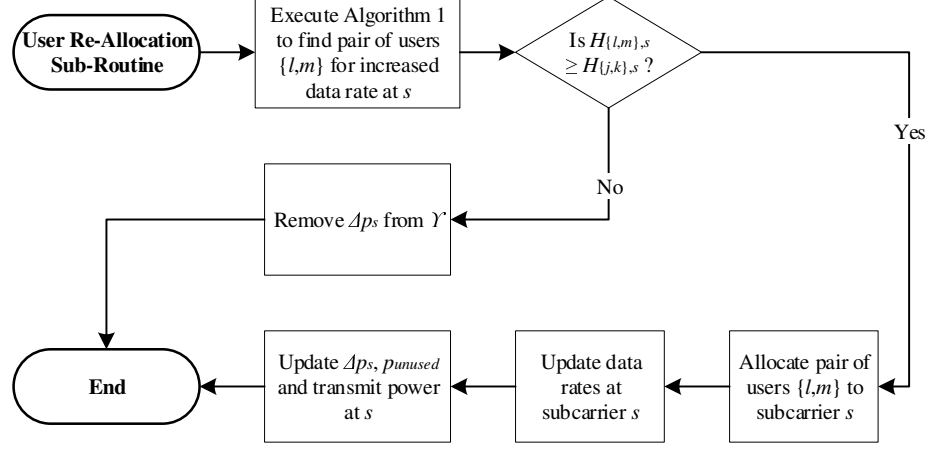 User Re-Allocation
Sub-Routine
Execute Algorithm 1
to find pair of users
{l,m} for increased
data rate at s
Is H{l,m},s
≥ H{j,k},s ?
Yes
No
Remove Δps from ϒ
End
Update Δps, punused
and transmit power
at s
Update data
rates at
subcarrier s
Allocate pair of
users {l,m} to
subcarrier s